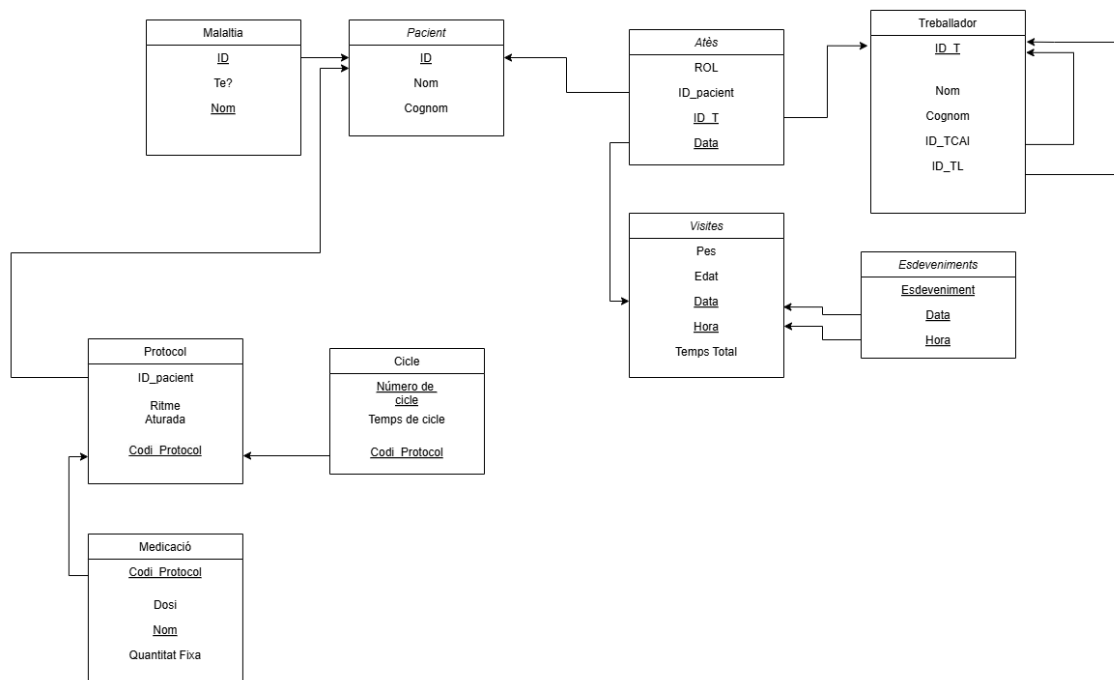 Malaltia
ID
Te?
Nom
Pacient
ID
Nom
Cognom
Atès
ROL
ID_pacient
ID_T
Data
Treballador
ID_T
Nom
Cognom
ID_TCAI
ID_TL
Visites
Pes
Edat
Data
Hora
Temps Total
Esdeveniments
Esdeveniment
Data
Hora
Protocol
ID_pacient
Ritme
Aturada
Codi_Protocol
Cicle
Número de
cicle
Temps de cicle
Codi_Protocol
Medicació
Codi_Protocol
Dosi
Nom
Quantitat Fixa